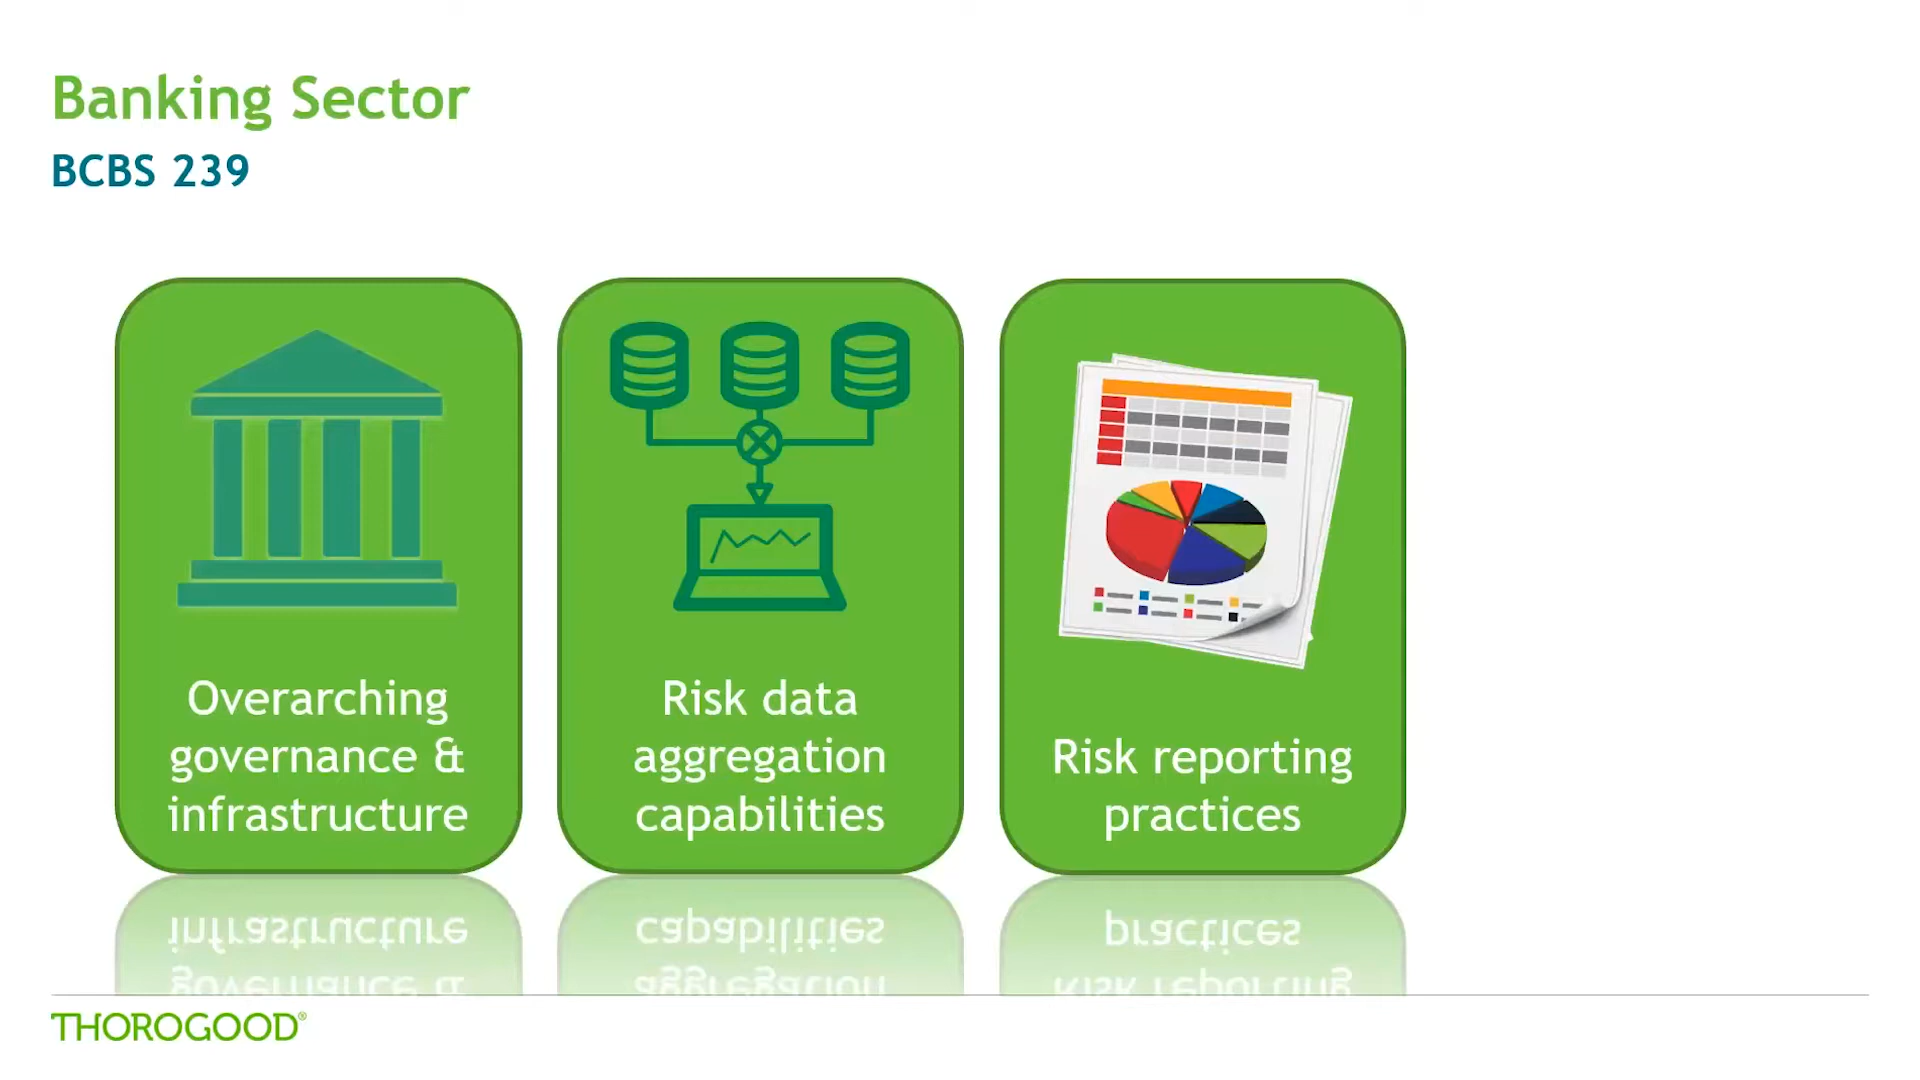 Banking Sector
BCBS 239
Overarching
governance &
infrastructure
Risk data
aggregation
capabilities
Risk reporting
practices
THOROGOOD®